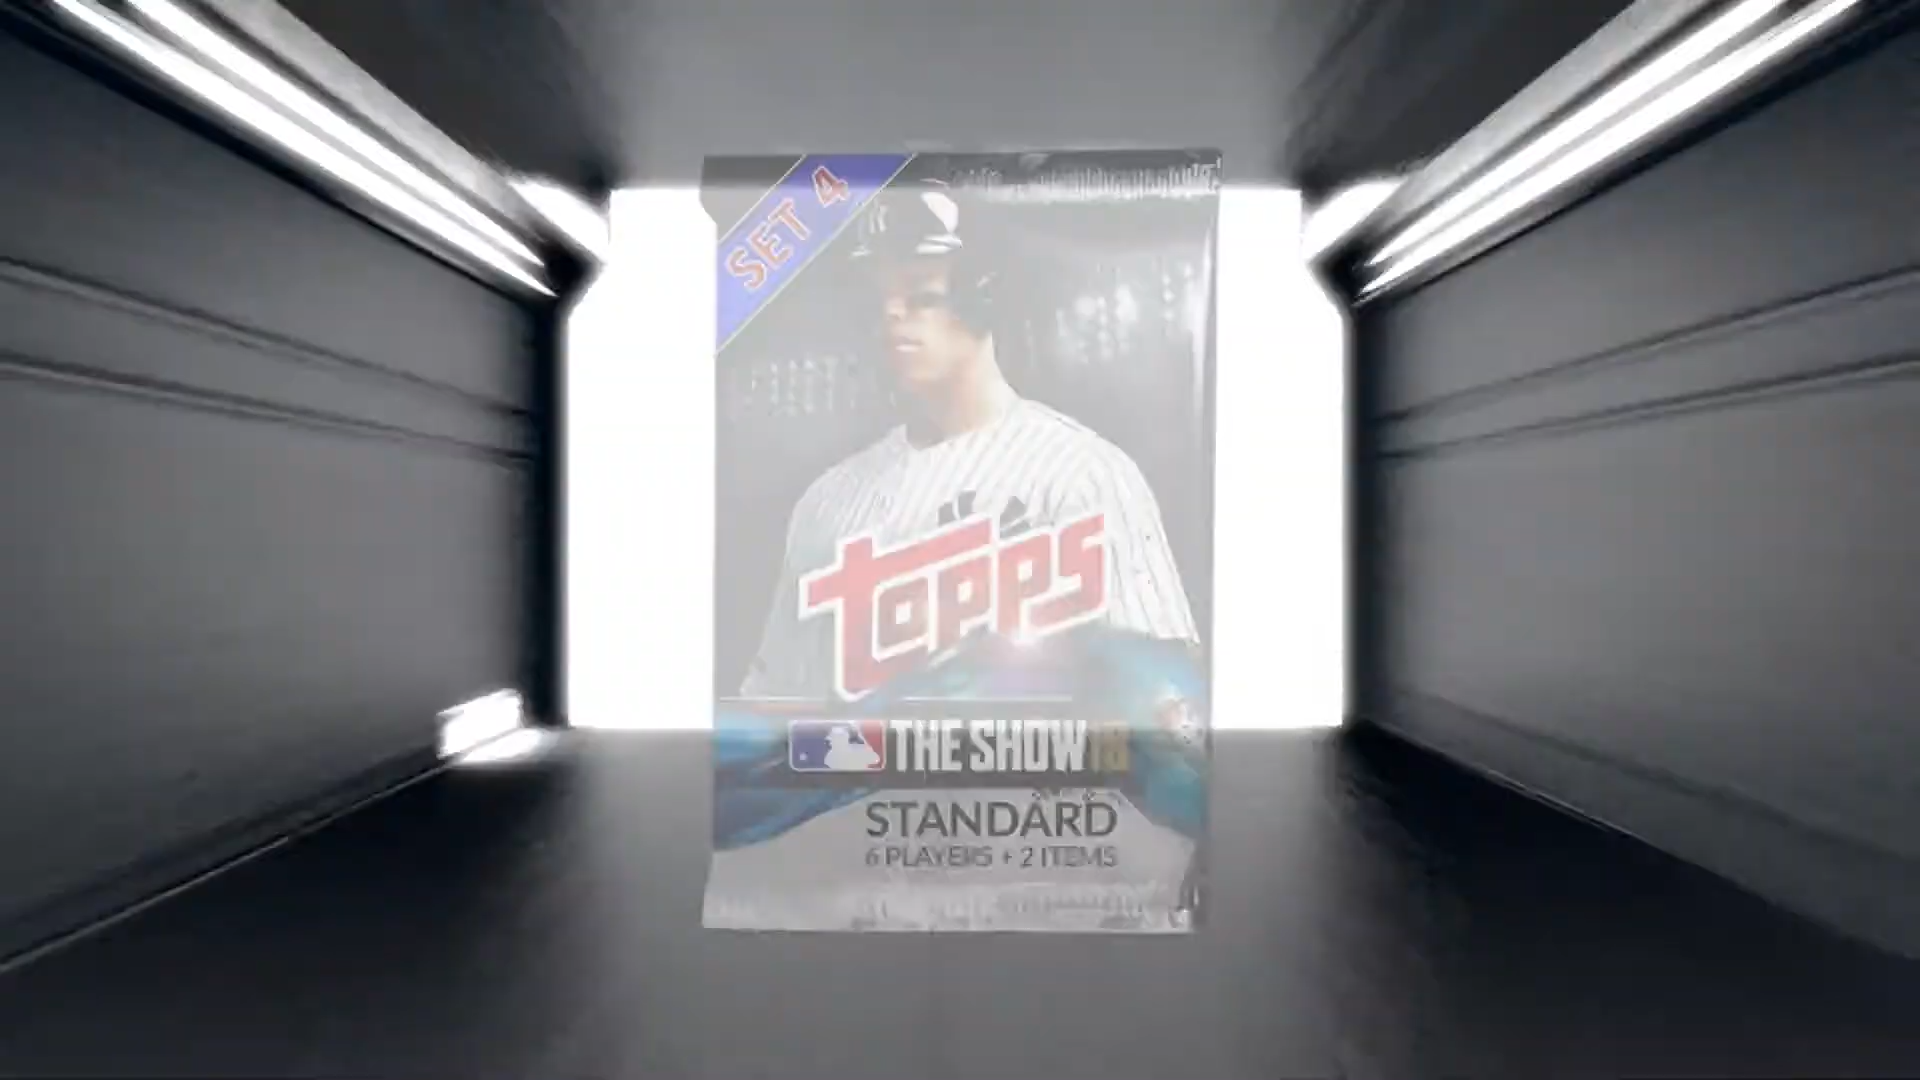 SET 4
Topps
THE SHOW 18
STANDARD
6 PLAYERS + 2 ITEMS